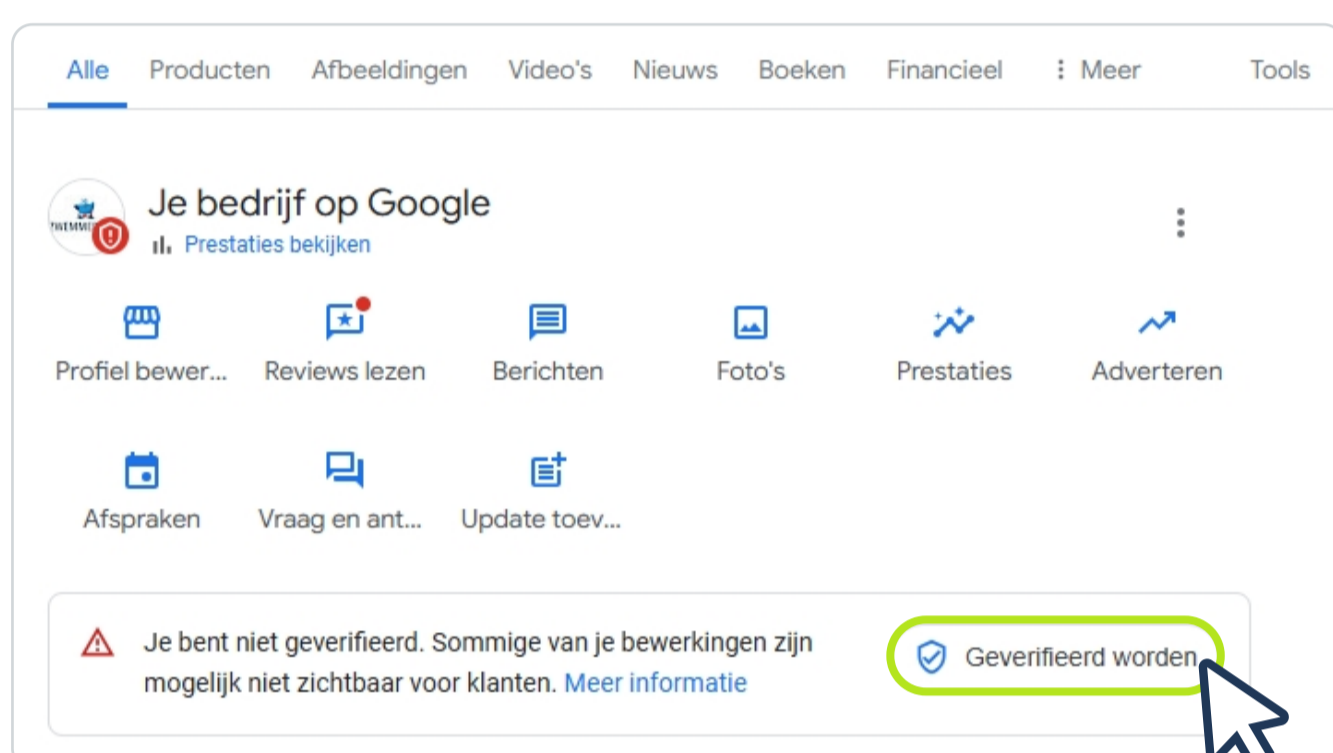 Alle Producten Afbeeldingen Video's Nieuws Boeken Financieel Meer Tools
Je bedrijf op Google
Prestaties bekijken
Profiel bewer... Reviews lezen Berichten Foto's Prestaties Adverteren
Afspraken Vraag en ant... Update toev...
Je bent niet geverifieerd. Sommige van je bewerkingen zijn
mogelijk niet zichtbaar voor klanten. Meer informatie
Geverifieerd worden